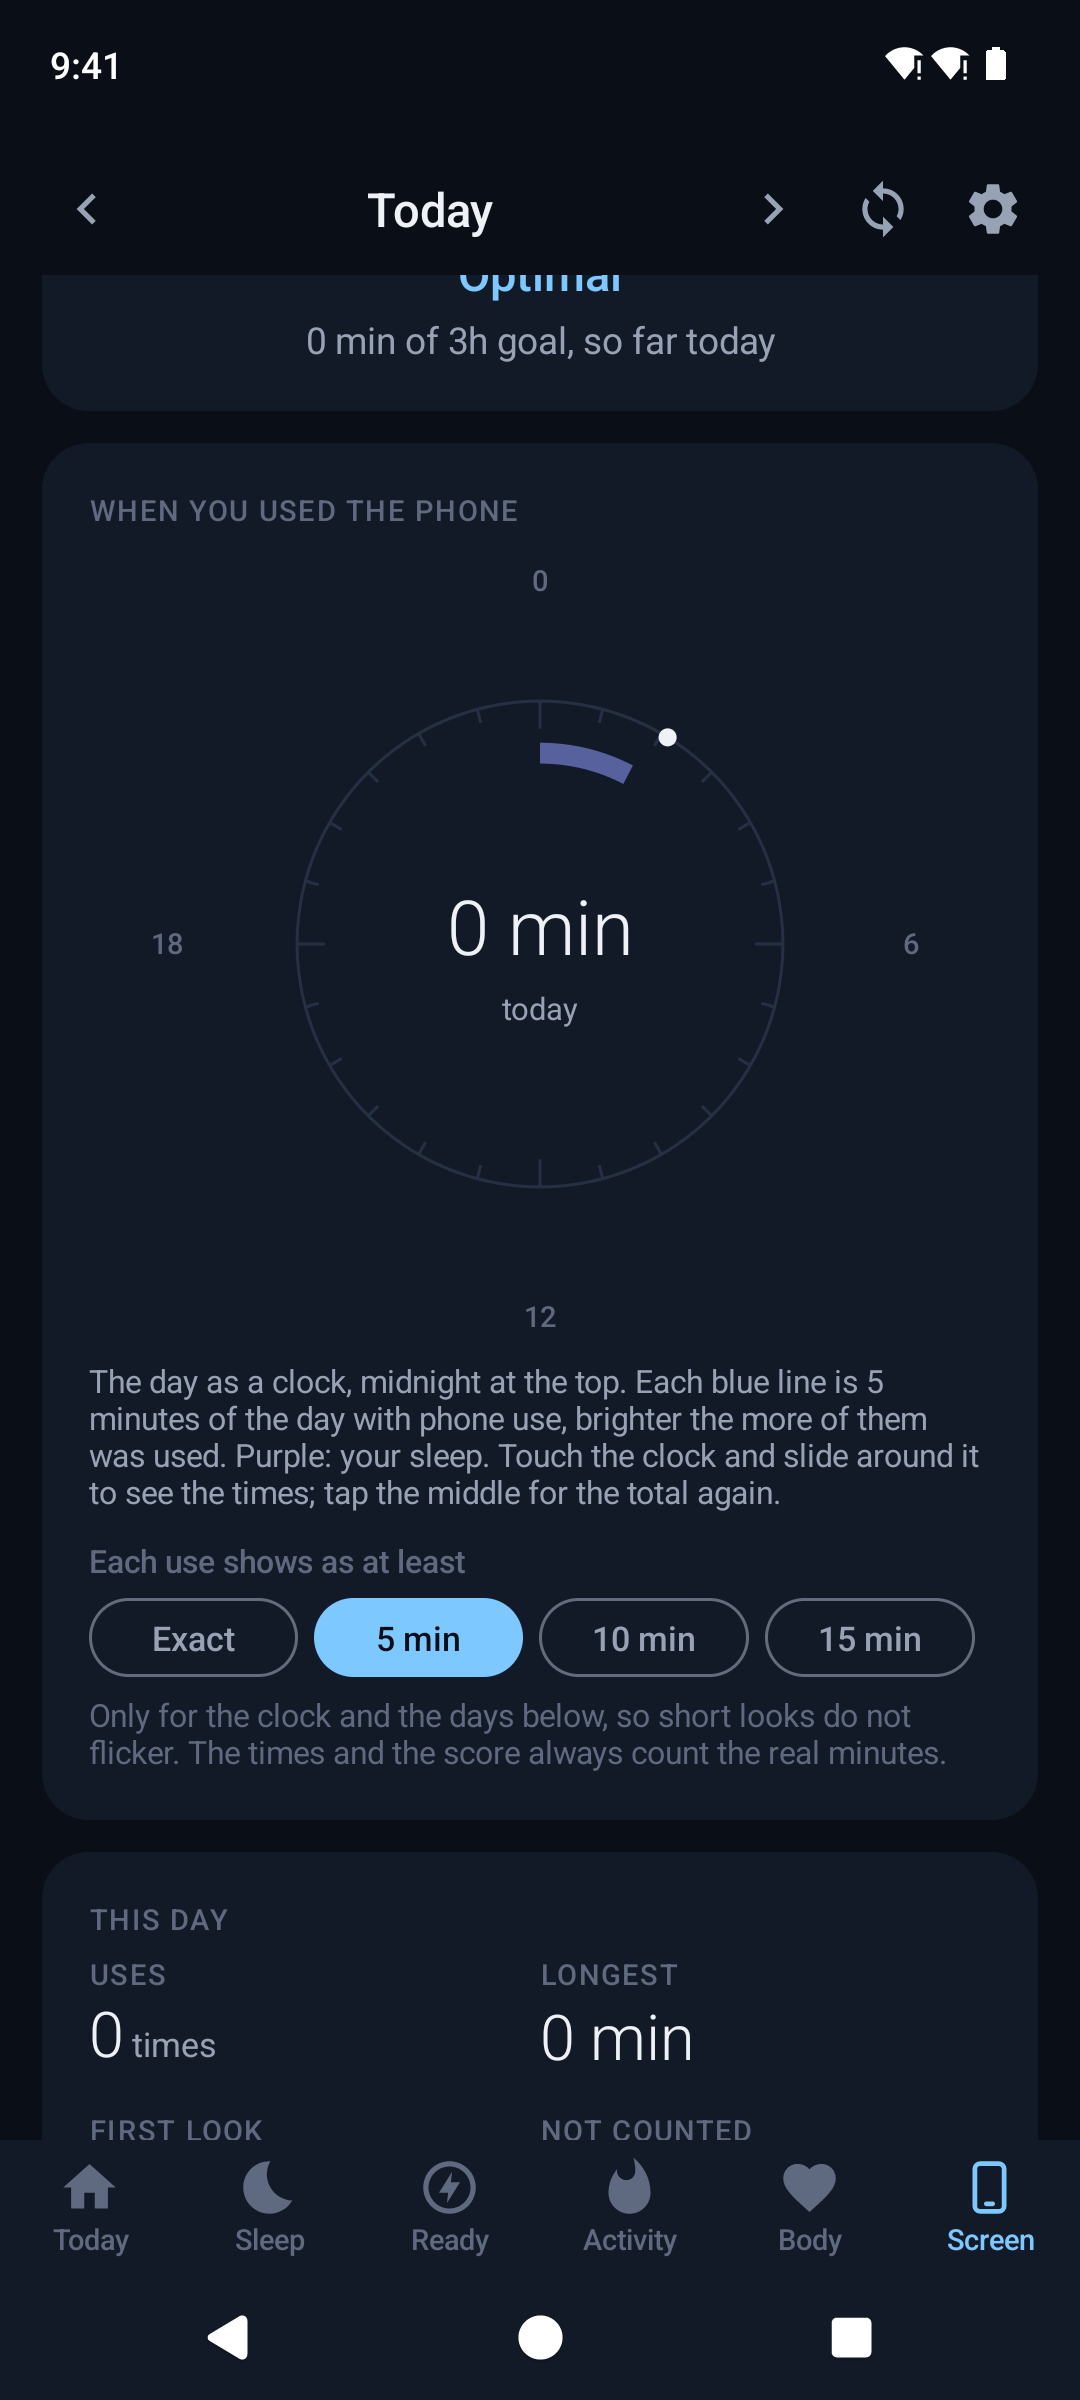 9:41
Today
Optimal
0 min of 3h goal, so far today
WHEN YOU USED THE PHONE
0
18
6
0 min
today
12
The day as a clock, midnight at the top. Each blue line is 5
minutes of the day with phone use, brighter the more of them
was used. Purple: your sleep. Touch the clock and slide around it
to see the times; tap the middle for the total again.
Each use shows as at least
Exact
5 min
10 min
15 min
Only for the clock and the days below, so short looks do not
flicker. The times and the score always count the real minutes.
THIS DAY
USES
LONGEST
0 times
0 min
FIRST LOOK
NOT COUNTED
Today
Sleep
Ready
Activity
Body
Screen